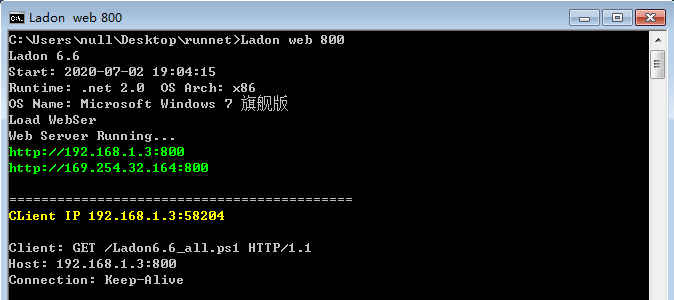 Ladon web 800
C:\Users\null\Desktop\runnet>Ladon web 800
Ladon 6.6
Start: 2020-07-02 19:04:15
Runtime: .net 2.0  OS Arch: x86
OS Name: Microsoft Windows 7 旗舰版
Load WebSer
Web Server Running...
http://192.168.1.3:800
http://169.254.32.164:800
===========================================
CLient IP 192.168.1.3:58204
Client: GET /Ladon6.6_all.ps1 HTTP/1.1
Host: 192.168.1.3:800
Connection: Keep-Alive